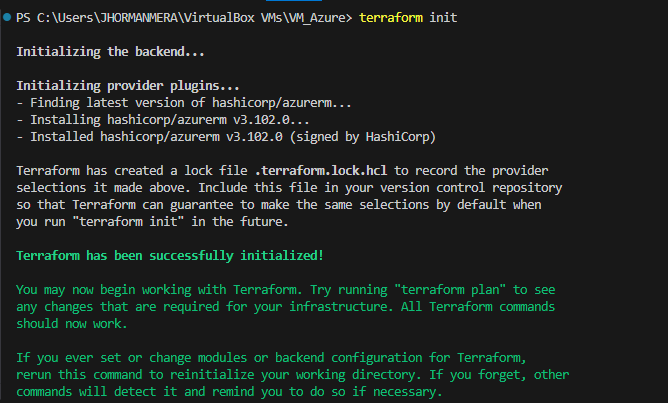 PS C:\Users\JHORMANMERA\VirtualBox VMs\VM_Azure> terraform init
Initializing the backend...
Initializing provider plugins...
- Finding latest version of hashicorp/azurerm...
- Installing hashicorp/azurerm v3.102.0...
- Installed hashicorp/azurerm v3.102.0 (signed by HashiCorp)
Terraform has created a lock file .terraform.lock.hcl to record the provider
selections it made above. Include this file in your version control repository
so that Terraform can guarantee to make the same selections by default when
you run "terraform init" in the future.
Terraform has been successfully initialized!
You may now begin working with Terraform. Try running "terraform plan" to see
any changes that are required for your infrastructure. All Terraform commands
should now work.
If you ever set or change modules or backend configuration for Terraform,
rerun this command to reinitialize your working directory. If you forget, other
commands will detect it and remind you to do so if necessary.